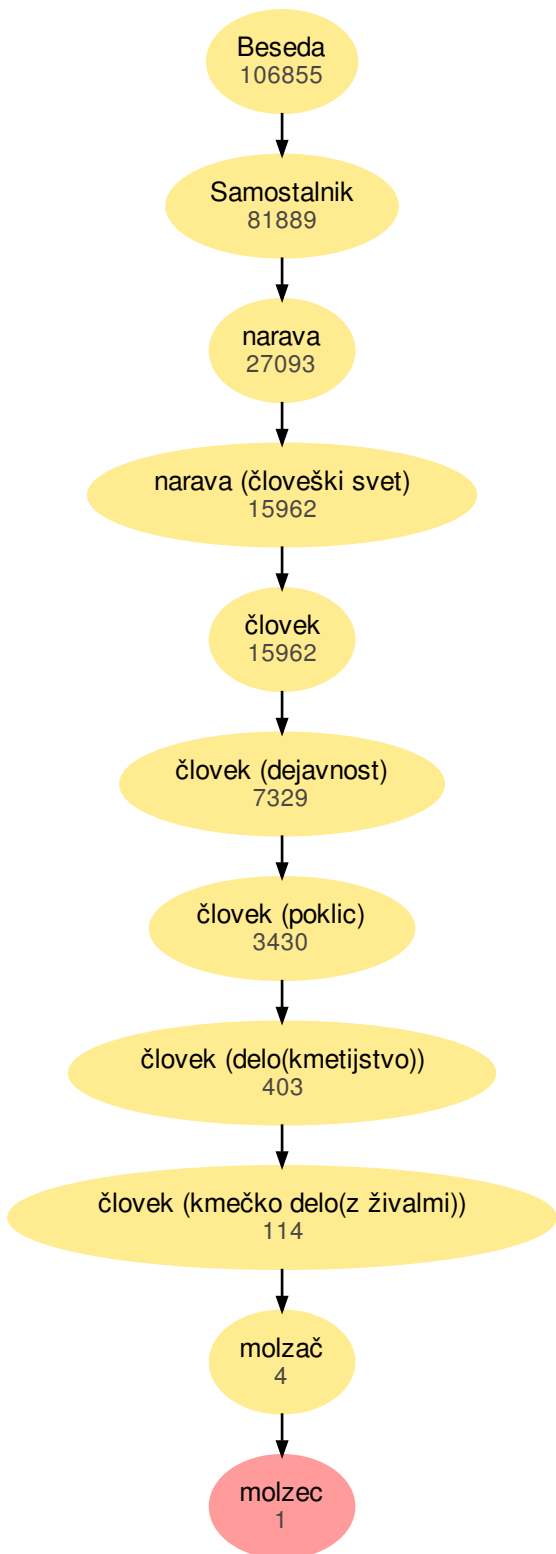 Beseda
106855
Samostalnik
81889
narava
27093
narava (človeški svet)
15962
človek
15962
človek (dejavnost)
7329
človek (poklic)
3430
človek (delo(kmetijstvo))
403
človek (kmečko delo(z živalmi))
114
molzač
4
molzec
1